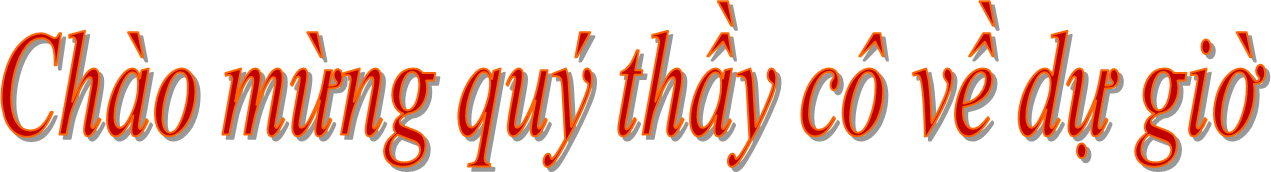 Chào mừng quý thầy cô về dự giờ